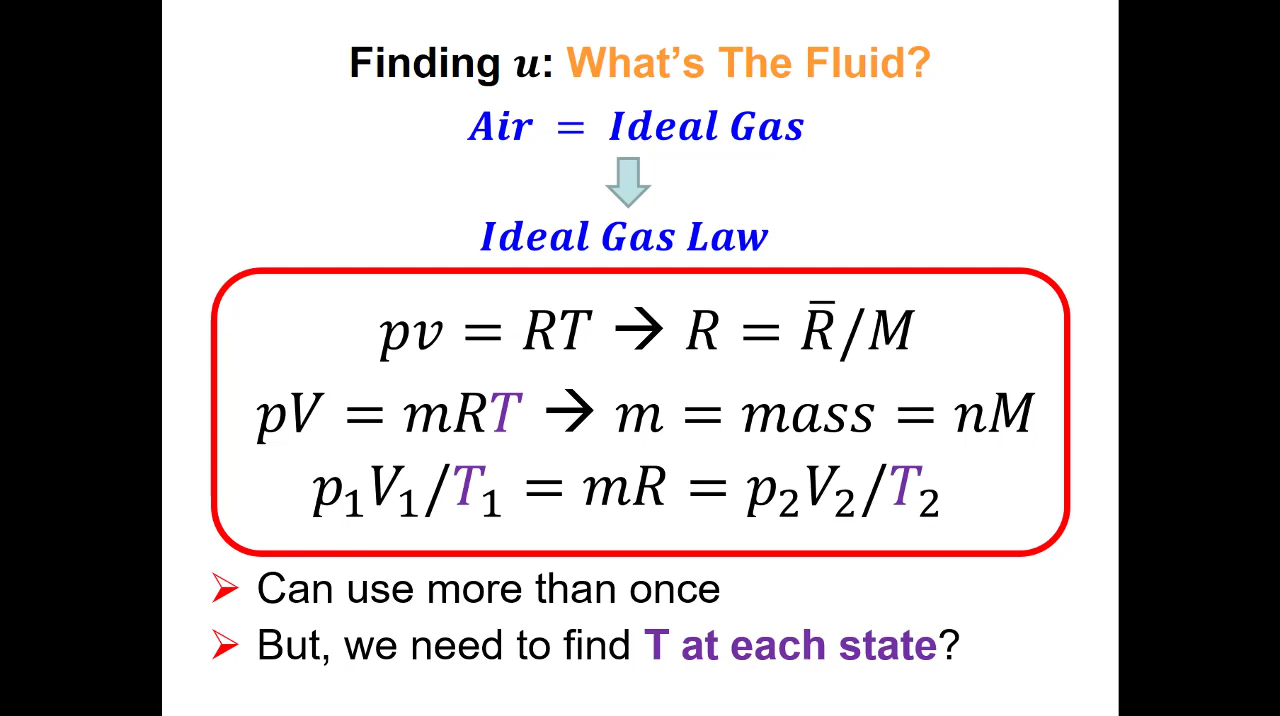 Finding u: What's The Fluid?
Air = Ideal Gas
Ideal Gas Law
pv = RT → R = R̄/M
pV = mRT → m = mass = nM
p₁V₁/T₁ = mR = p₂V₂/T₂
➢ Can use more than once
➢ But, we need to find T at each state?